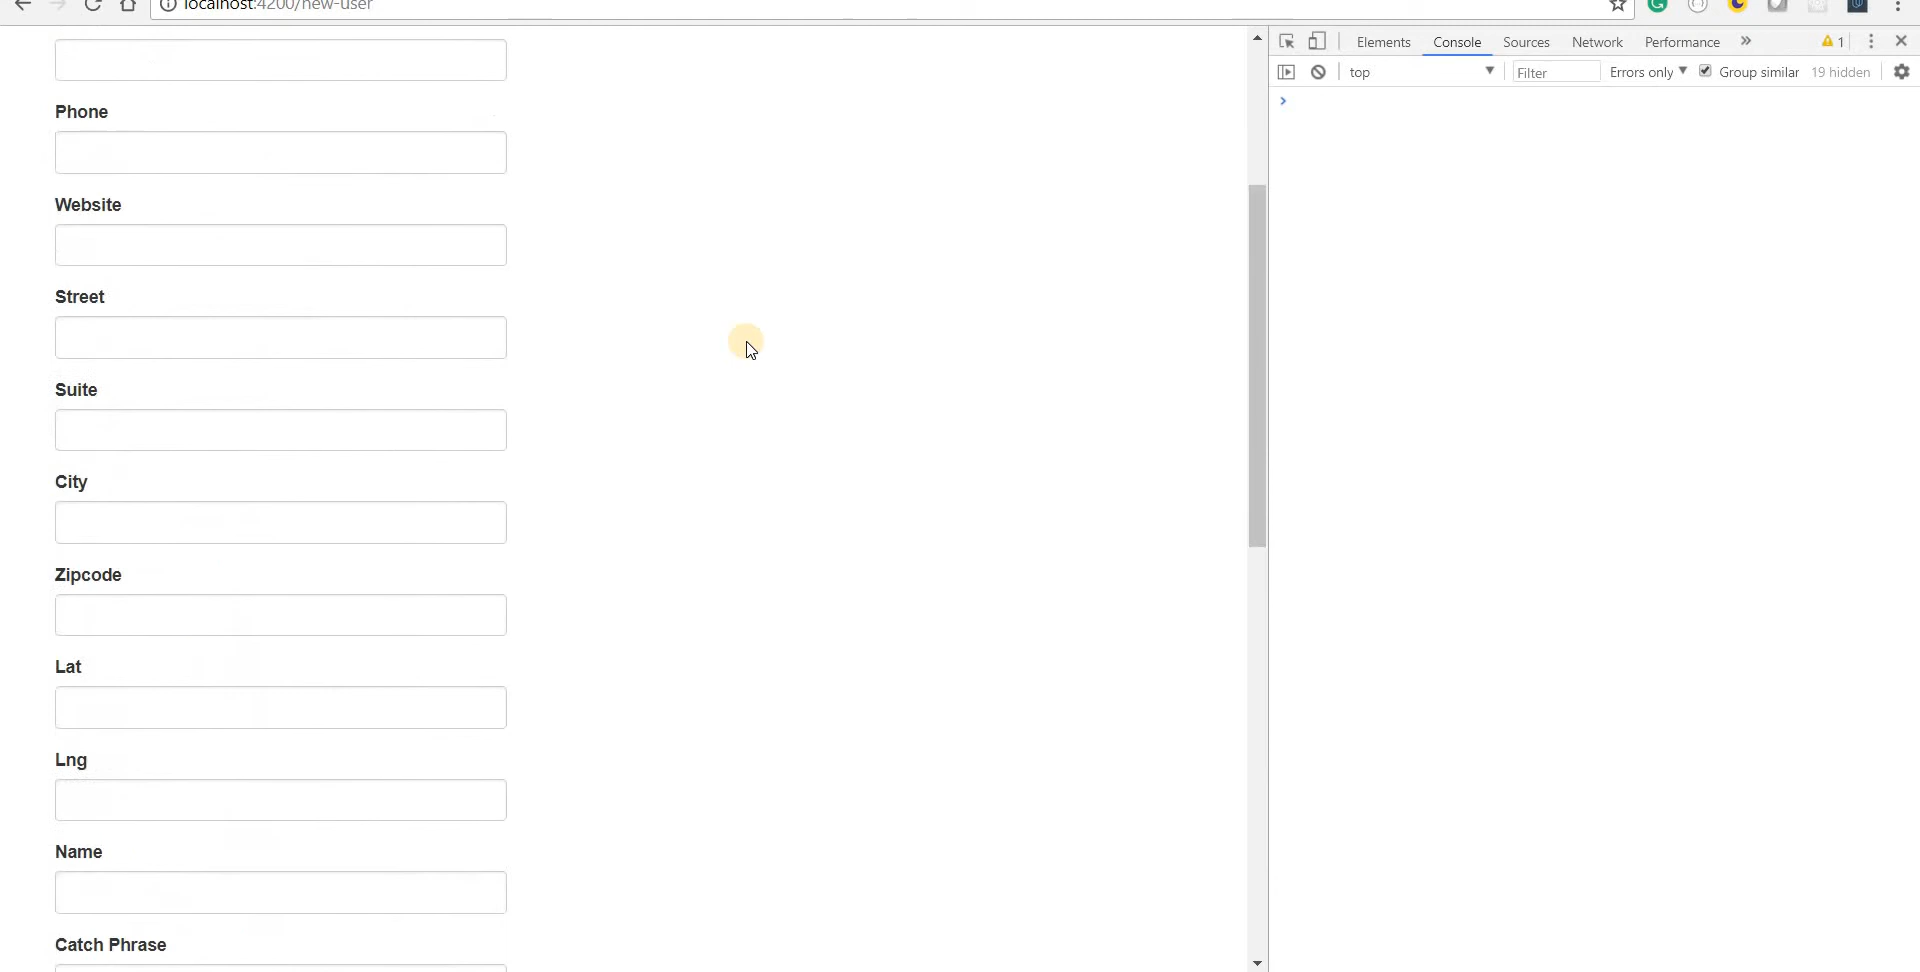 localhost:4200/new-user
Elements Console Sources Network Performance » 1
top Filter Errors only Group similar 19 hidden
Phone
Website
Street
Suite
City
Zipcode
Lat
Lng
Name
Catch Phrase